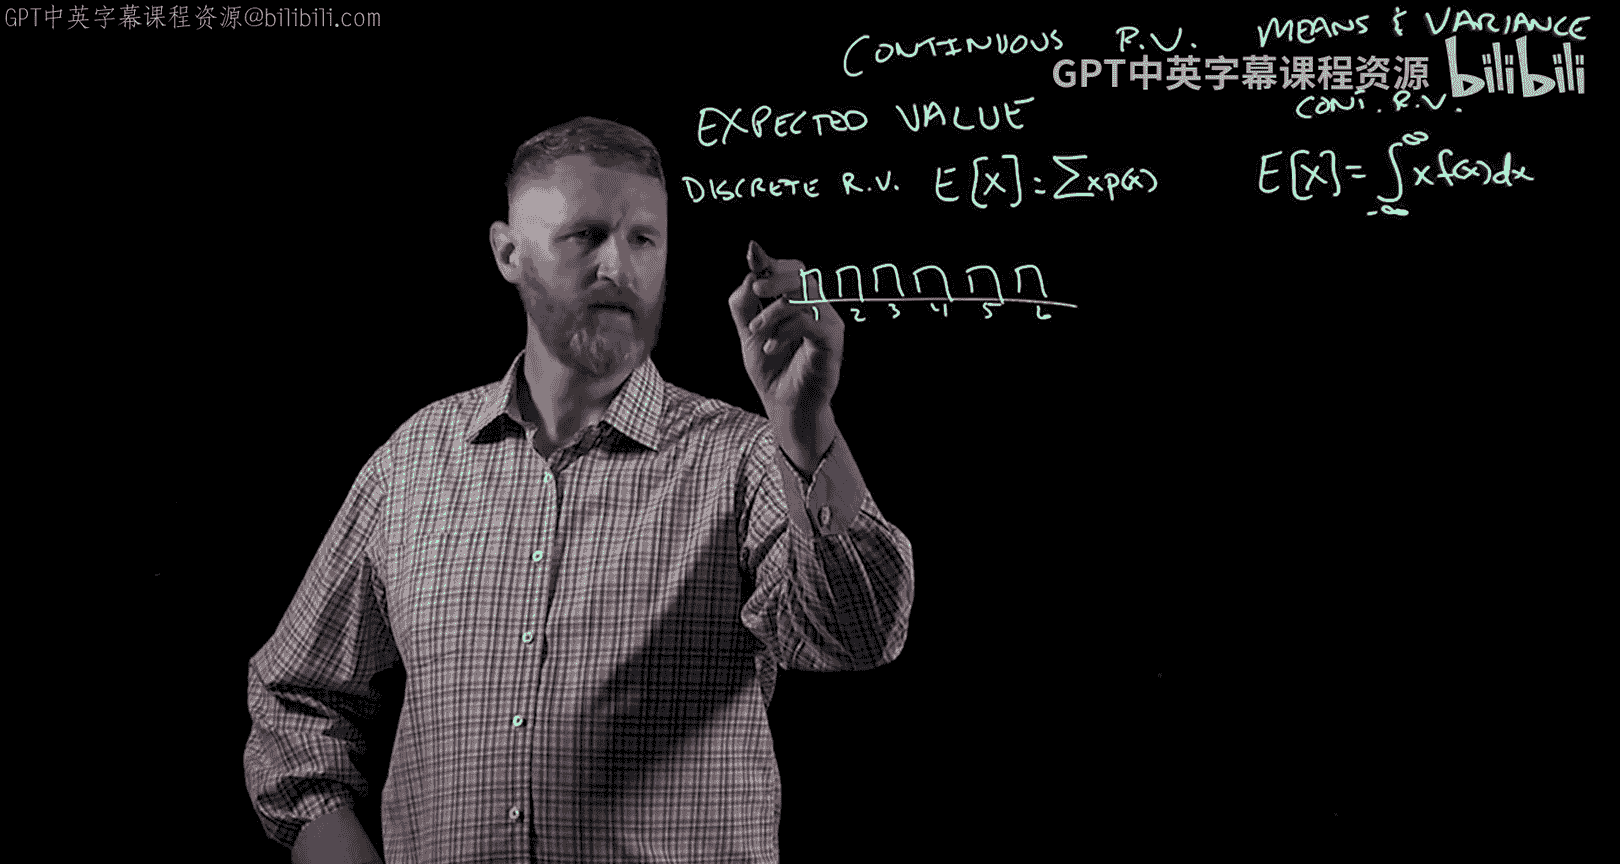 GPT中英字幕课程资源@bilibili.com
CONTINUOUS R.V. MEANS & VARIANCE
GPT中英字幕课程资源 bilibili
EXPECTED VALUE
CONT. R.V.
DISCRETE R.V. E[X] = ∑xp(x)
E[X] = ∫_{-∞}^{∞} x f(x) dx
1 2 3 4 5 6